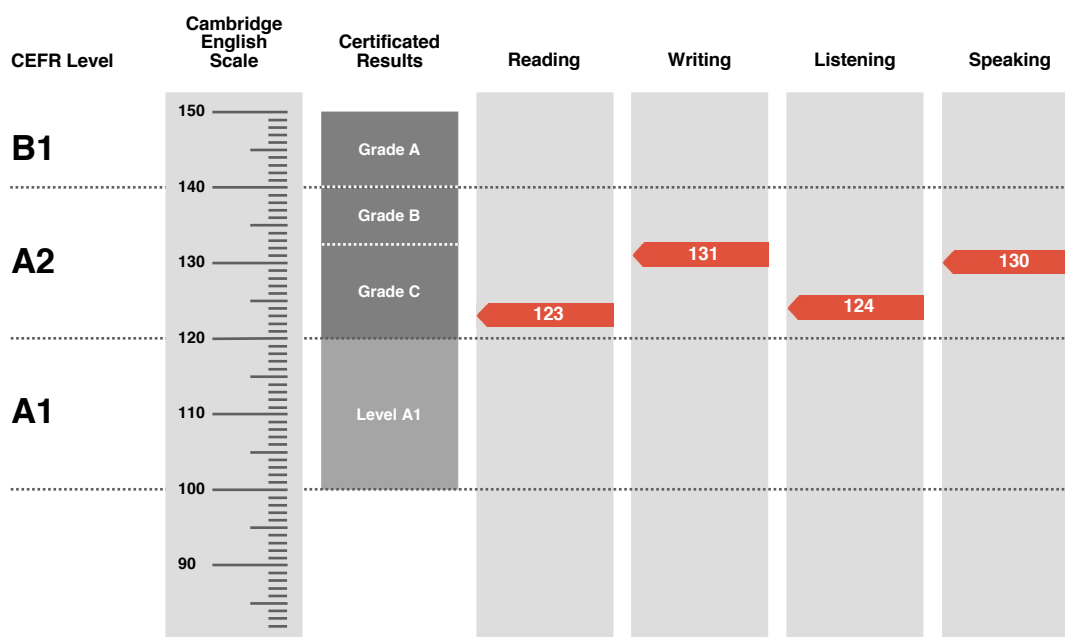 CEFR Level
Cambridge
English
Scale
Certificated
Results
Reading
Writing
Listening
Speaking
150
B1
Grade A
140
Grade B
A2
130
131
130
Grade C
123
124
120
A1
110
Level A1
100
90